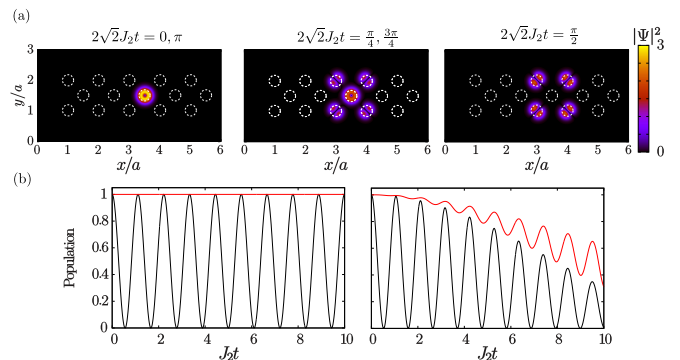 (a)
2√2J₂t = 0, π
2√2J₂t = π/4, 3π/4
2√2J₂t = π/2
|Ψ|²
3
0
y/a
3
2
1
0
0 1 2 3 4 5 6
x/a
0 1 2 3 4 5 6
x/a
0 1 2 3 4 5 6
x/a
(b)
Population
1
0.8
0.6
0.4
0.2
0
0 2 4 6 8 10
J₂t
0 2 4 6 8 10
J₂t